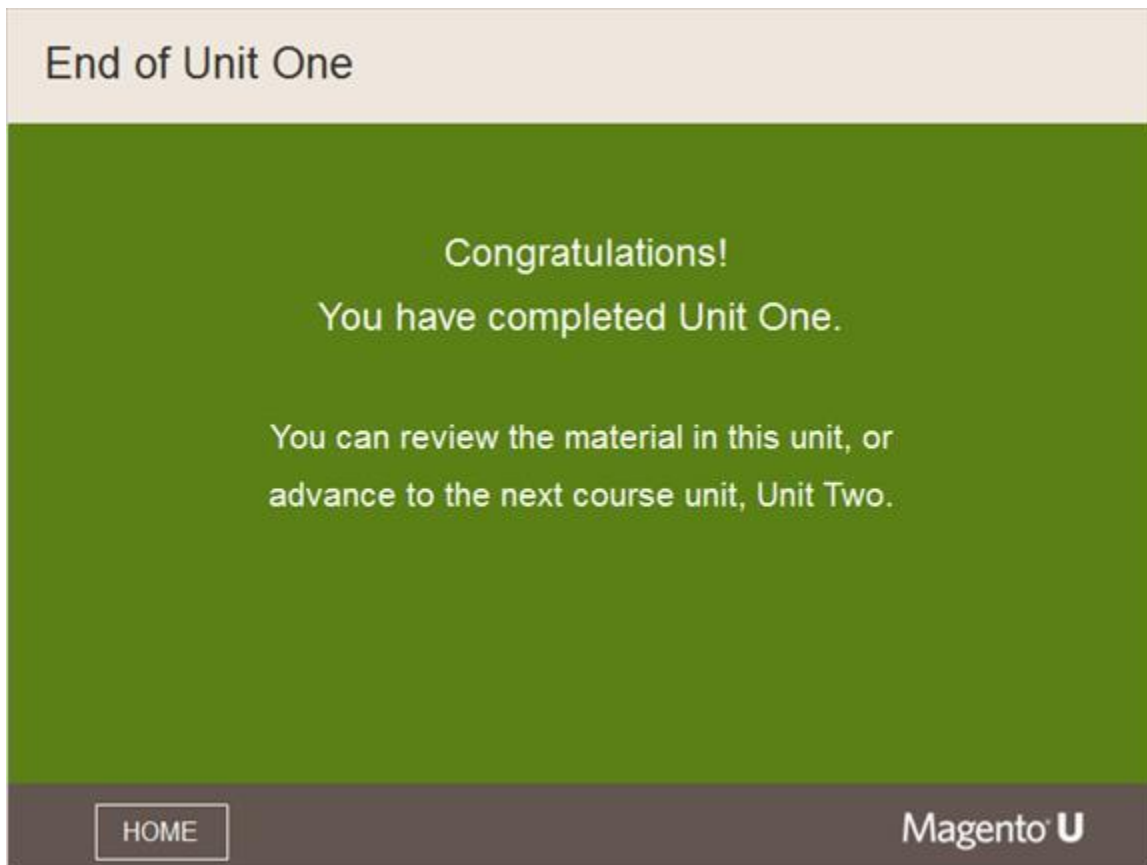 End of Unit One
Congratulations!
You have completed Unit One.
You can review the material in this unit, or
advance to the next course unit, Unit Two.
HOME
Magento® U